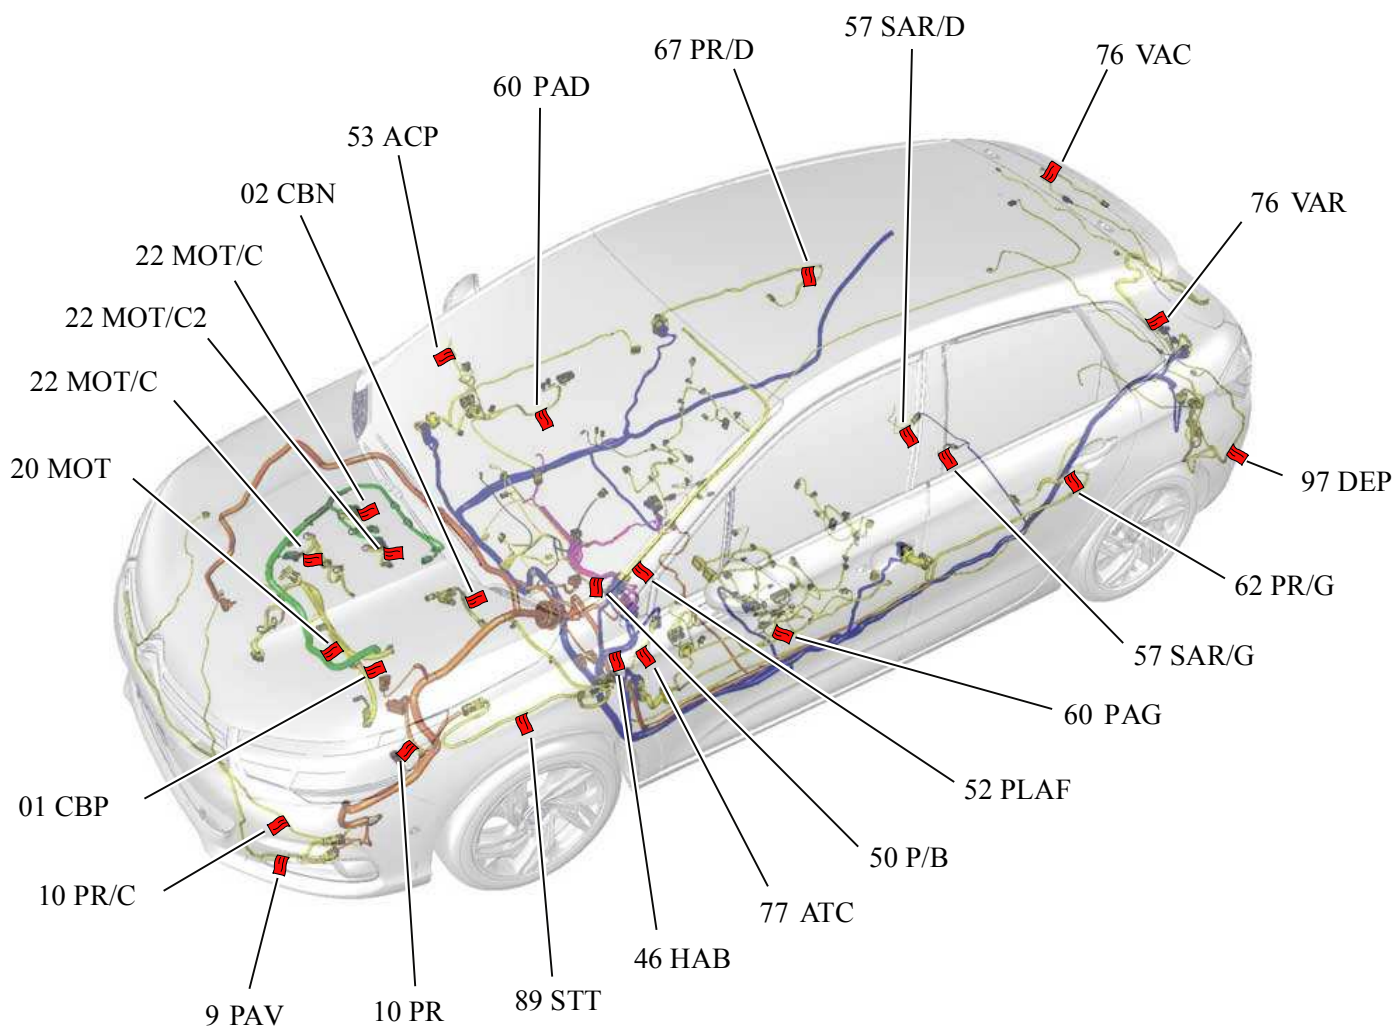 57 SAR/D
67 PR/D
76 VAC
60 PAD
53 ACP
02 CBN
76 VAR
22 MOT/C
22 MOT/C2
22 MOT/C
20 MOT
97 DEP
62 PR/G
57 SAR/G
60 PAG
52 PLAF
01 CBP
50 P/B
10 PR/C
77 ATC
46 HAB
89 STT
10 PR
9 PAV